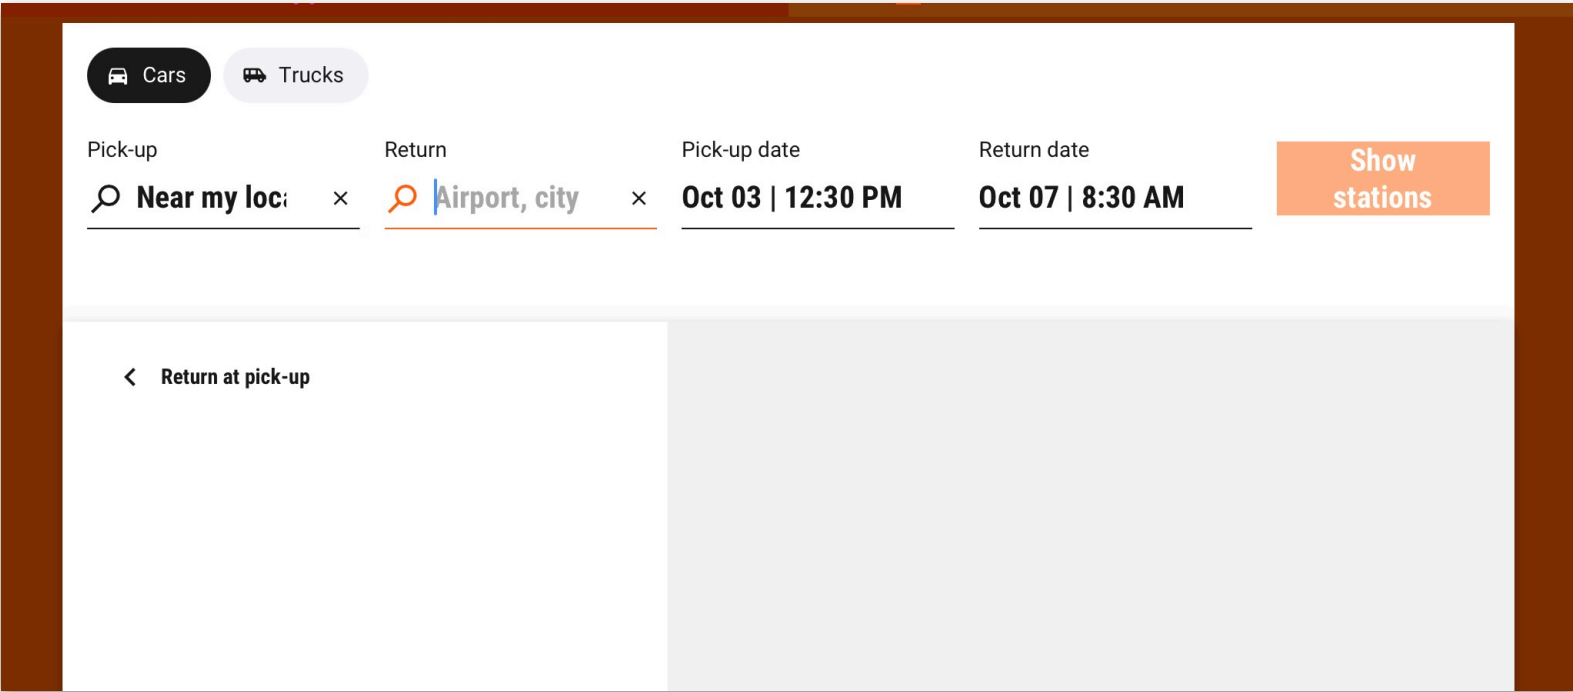 Cars
Trucks
Pick-up
Return
Pick-up date
Return date
Near my
Airport, city
Oct 03 | 12:30 PM
Oct 07 | 8:30 AM
Show
stations
Return at pick-up